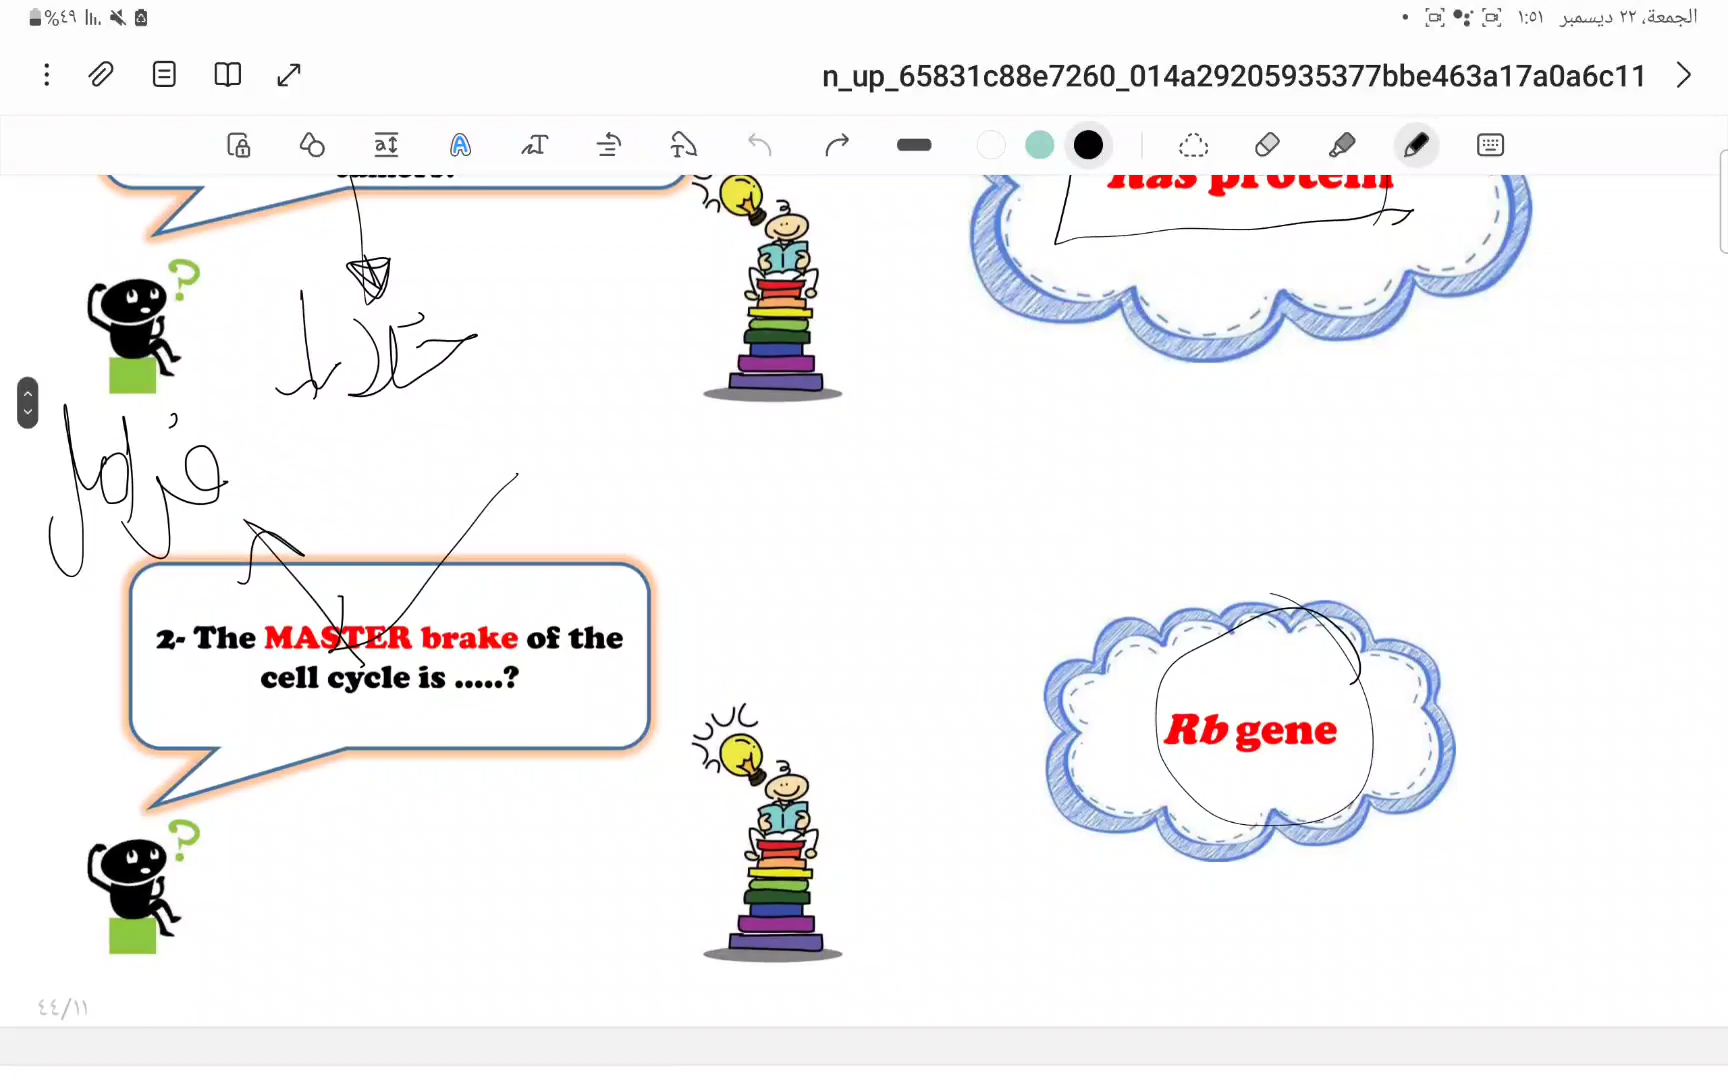 الجمعة، ٢٢ ديسمبر ١:٥١
%٤٩
n_up_65831c88e7260_014a29205935377bbe463a17a0a6c11
Ras protein
2- The MASTER brake of the
cell cycle is .....?
Rb gene
٤٤/١١